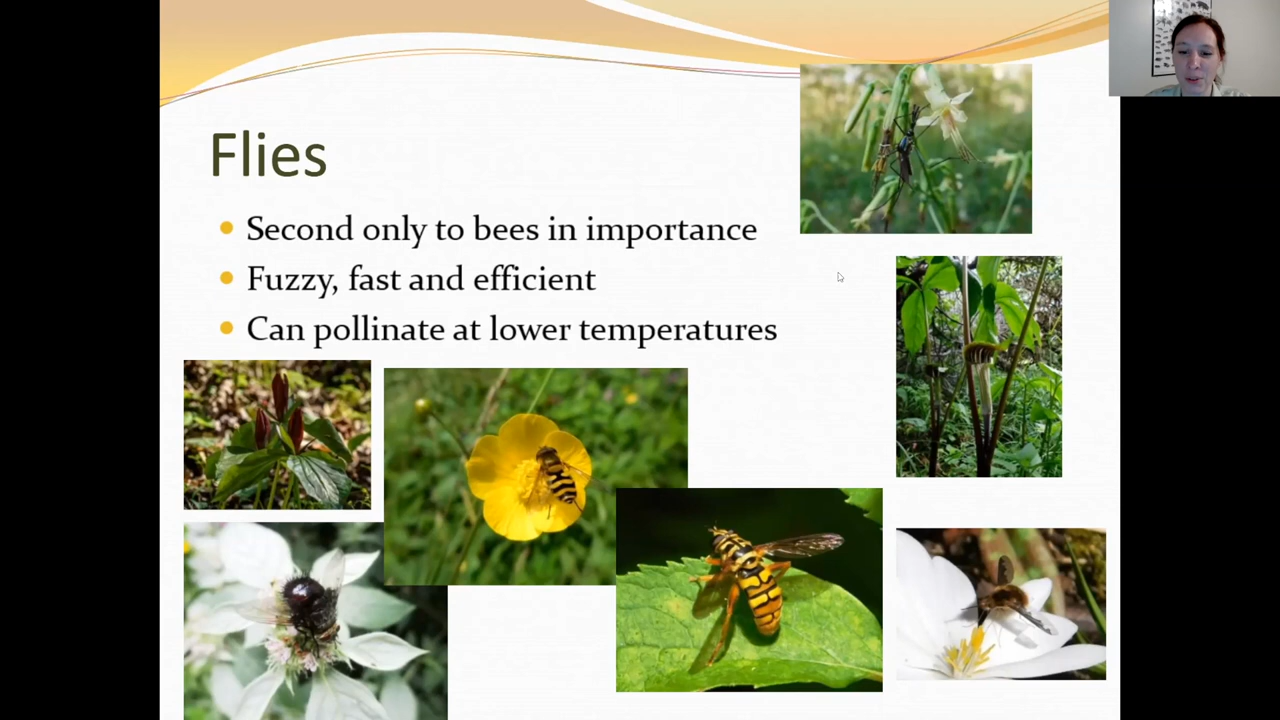 Flies
Second only to bees in importance
Fuzzy, fast and efficient
Can pollinate at lower temperatures